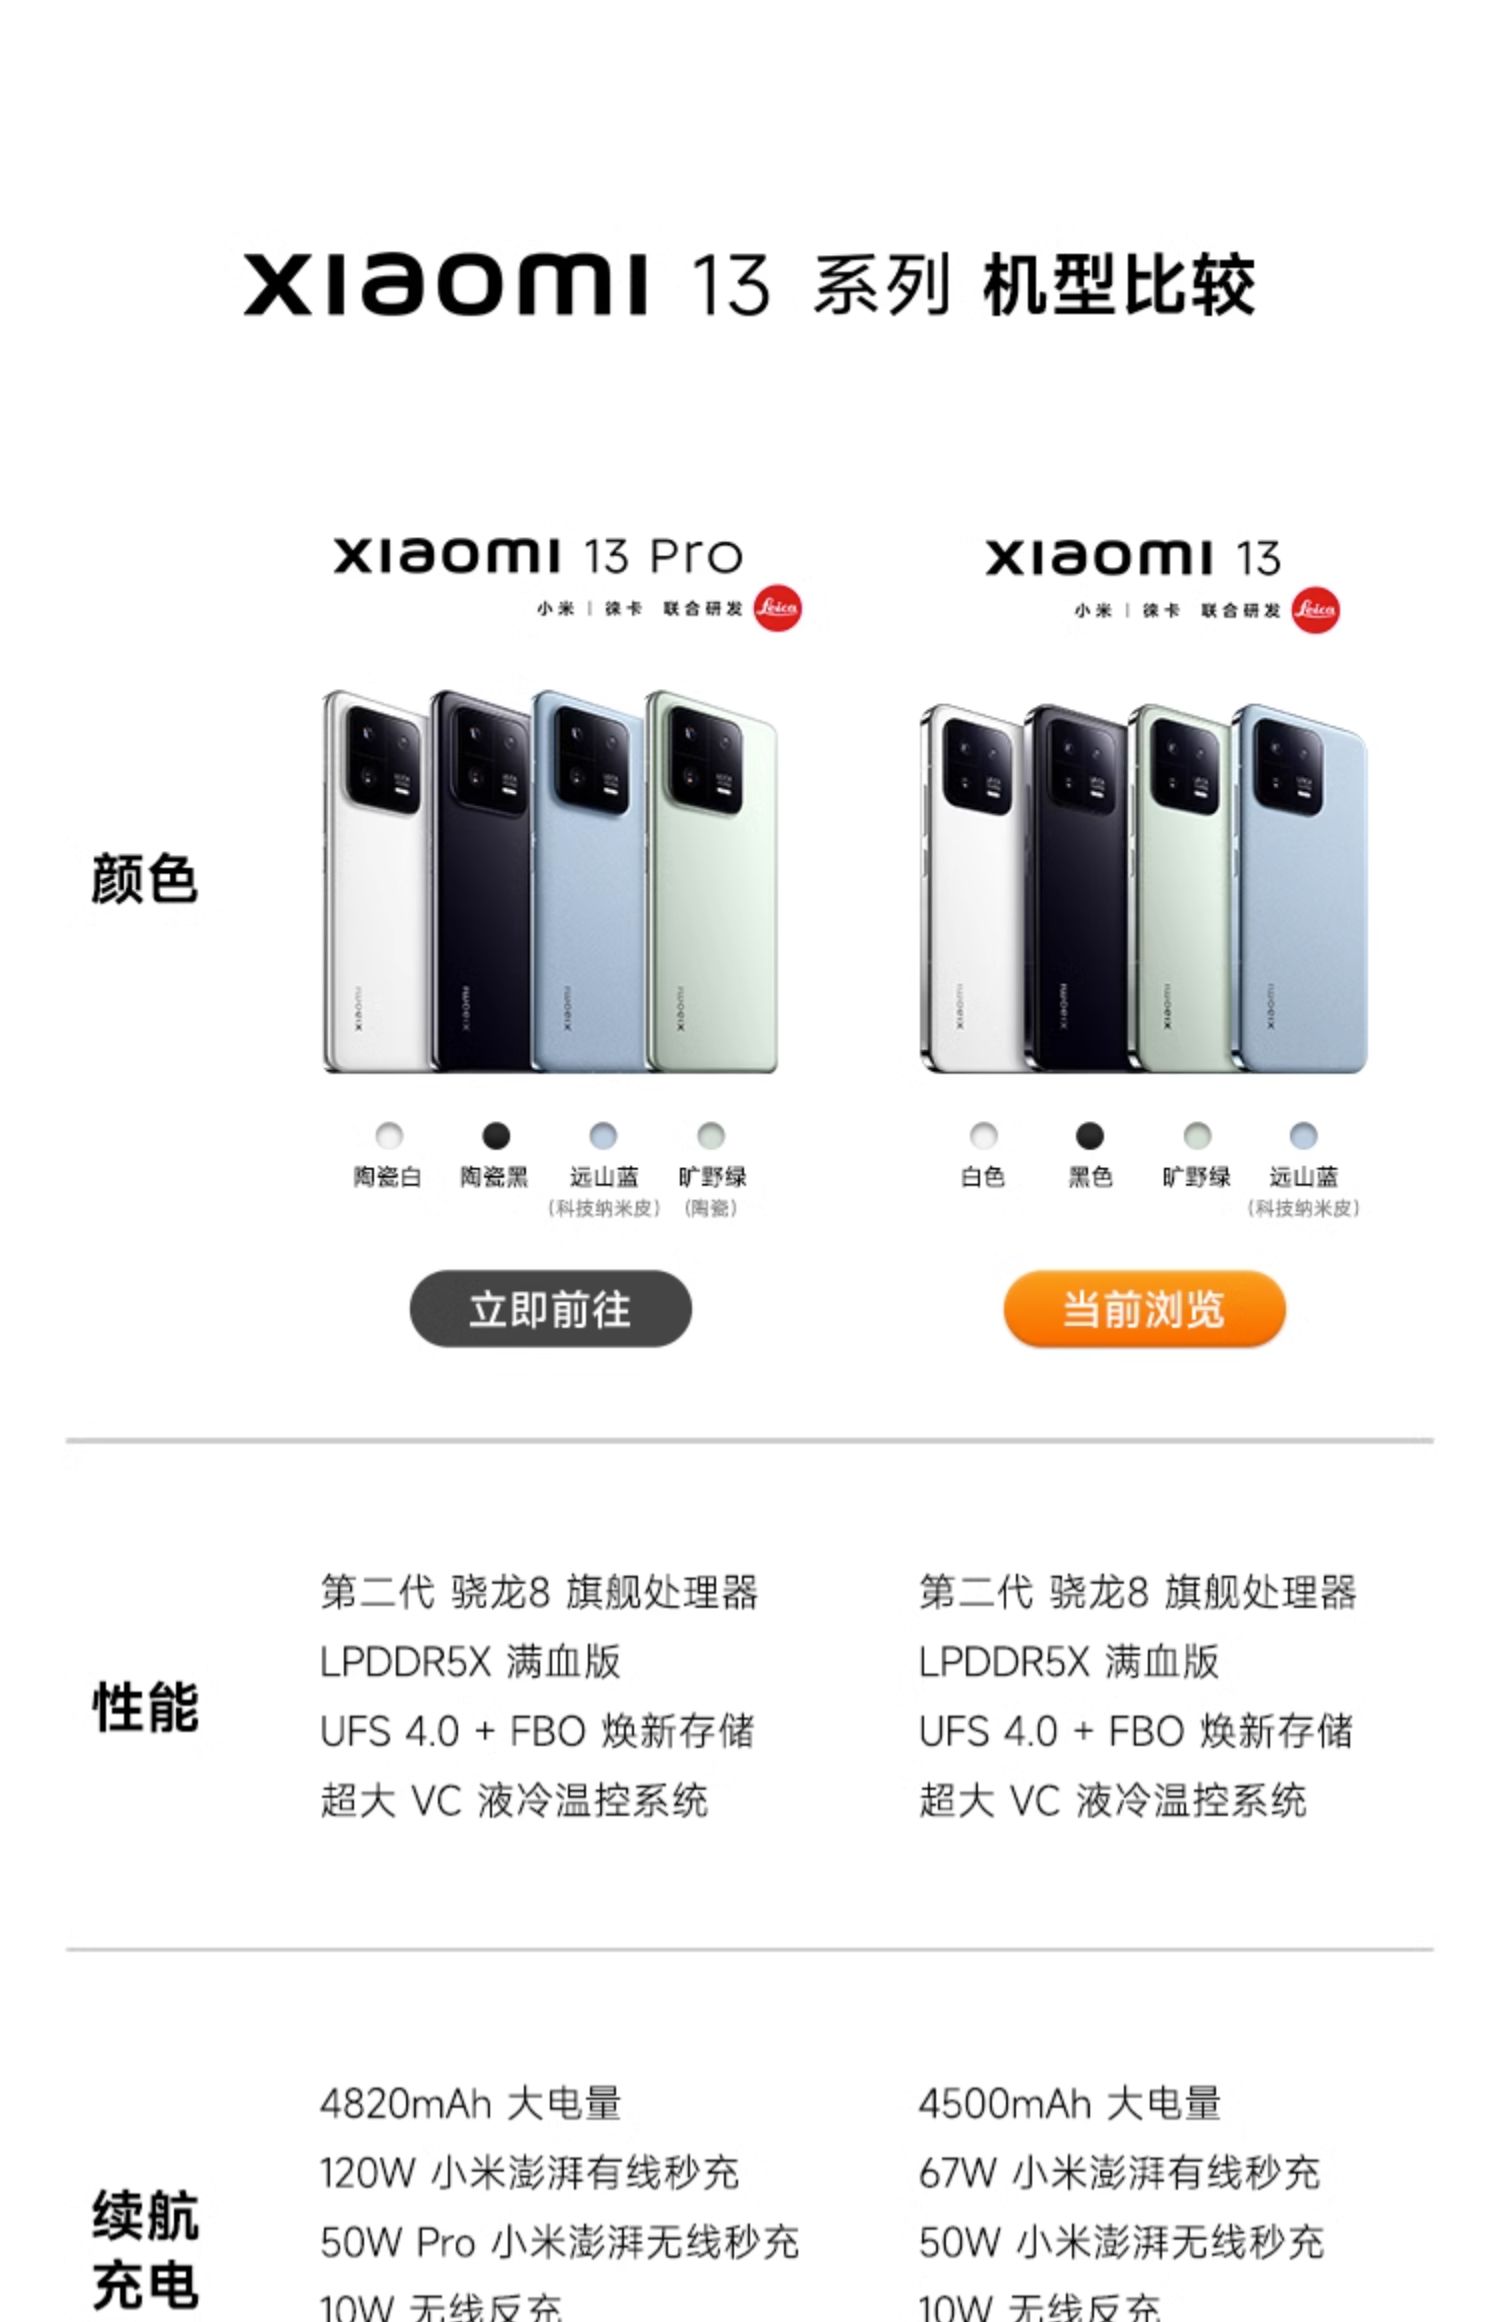 xiaomi 13 系列 机型比较
xiaomi 13 Pro
小米 | 徕卡 联合研发 Leica
xiaomi 13
小米 | 徕卡 联合研发 Leica
颜色
xiaomi xiaomi xiaomi xiaomi
xiaomi xiaomi xiaomi xiaomi
陶瓷白 陶瓷黑 远山蓝 旷野绿
(科技纳米皮) (陶瓷)
白色 黑色 旷野绿 远山蓝
(科技纳米皮)
立即前往
当前浏览
性能
第二代 骁龙8 旗舰处理器
LPDDR5X 满血版
UFS 4.0 + FBO 焕新存储
超大 VC 液冷温控系统
第二代 骁龙8 旗舰处理器
LPDDR5X 满血版
UFS 4.0 + FBO 焕新存储
超大 VC 液冷温控系统
续航
充电
4820mAh 大电量
120W 小米澎湃有线秒充
50W Pro 小米澎湃无线秒充
10W 无线反充
4500mAh 大电量
67W 小米澎湃有线秒充
50W 小米澎湃无线秒充
10W 无线反充